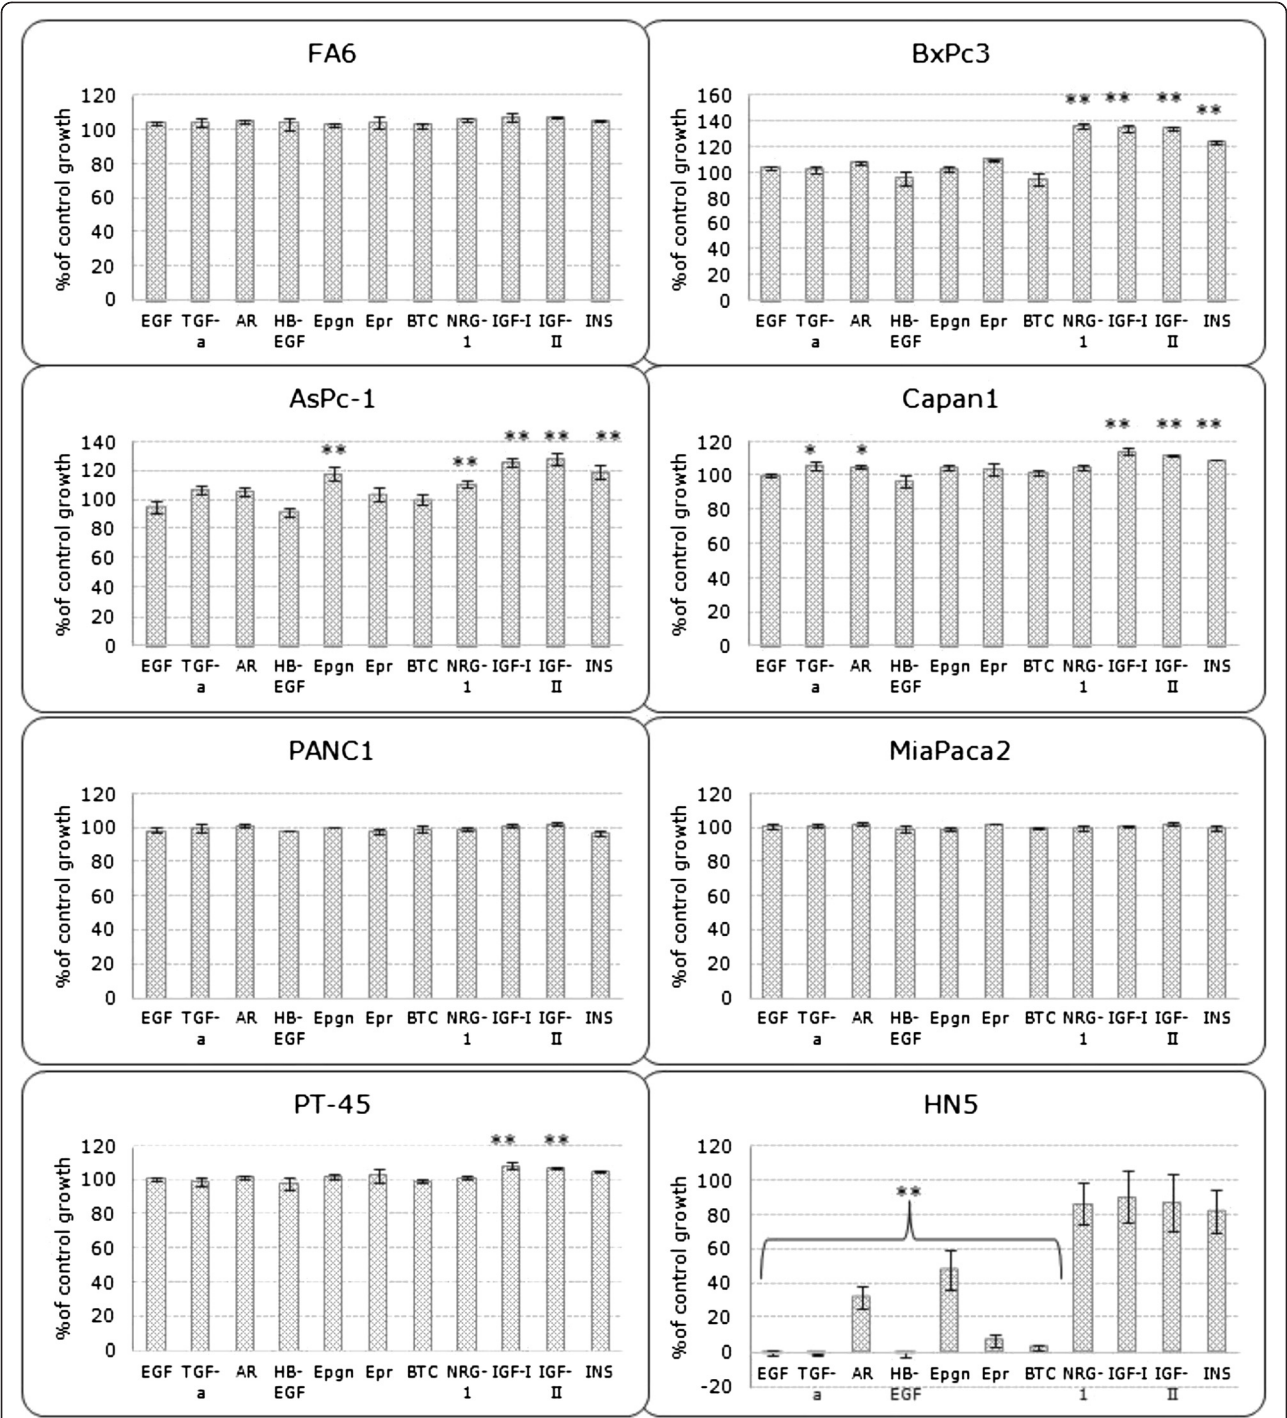 FA6
%of control growth
120
100
80
60
40
20
0
EGF TGF-a AR HB-EGF Epgn Epr BTC NRG-1 IGF-I IGF-II INS
BxPc3
%of control growth
160
140
120
100
80
60
40
20
0
** ** ** **
EGF TGF-a AR HB-EGF Epgn Epr BTC NRG-1 IGF-I IGF-II INS
AsPc-1
%of control growth
140
120
100
80
60
40
20
0
** ** ** ** **
EGF TGF-a AR HB-EGF Epgn Epr BTC NRG-1 IGF-I IGF-II INS
Capan1
%of control growth
120
100
80
60
40
20
0
* * ** ** **
EGF TGF-a AR HB-EGF Epgn Epr BTC NRG-1 IGF-I IGF-II INS
PANC1
%of control growth
120
100
80
60
40
20
0
EGF TGF-a AR HB-EGF Epgn Epr BTC NRG-1 IGF-I IGF-II INS
MiaPaca2
%of control growth
120
100
80
60
40
20
0
EGF TGF-a AR HB-EGF Epgn Epr BTC NRG-1 IGF-I IGF-II INS
PT-45
%of control growth
120
100
80
60
40
20
0
** **
EGF TGF-a AR HB-EGF Epgn Epr BTC NRG-1 IGF-I IGF-II INS
HN5
%of control growth
120
100
80
60
40
20
0
-20
**
EGF TGF-a AR HB-EGF Epgn Epr BTC NRG-1 IGF-I IGF-II INS